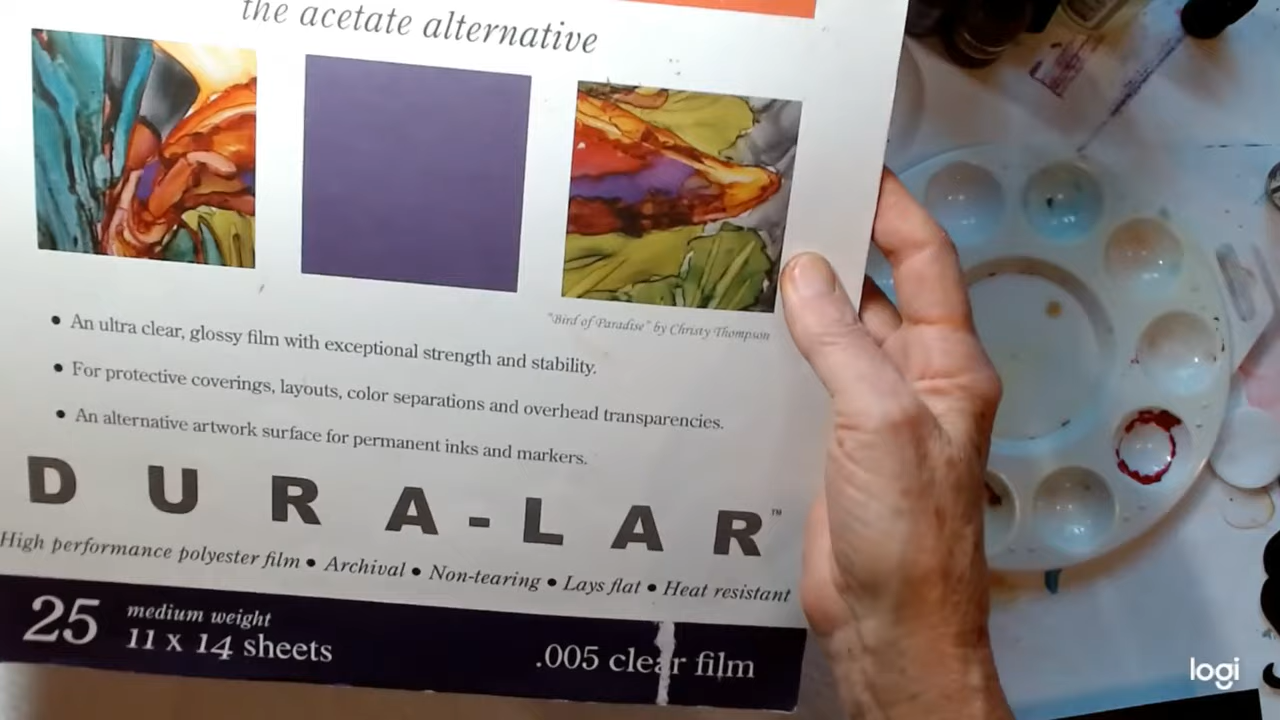 the acetate alternative
"Bird of Paradise" by Christy Thompson
• An ultra clear, glossy film with exceptional strength and stability.
• For protective coverings, layouts, color separations and overhead transparencies.
• An alternative artwork surface for permanent inks and markers.
DURA-LAR™
High performance polyester film • Archival • Non-tearing • Lays flat • Heat resistant
25 medium weight
11 x 14 sheets
.005 clear film
logi